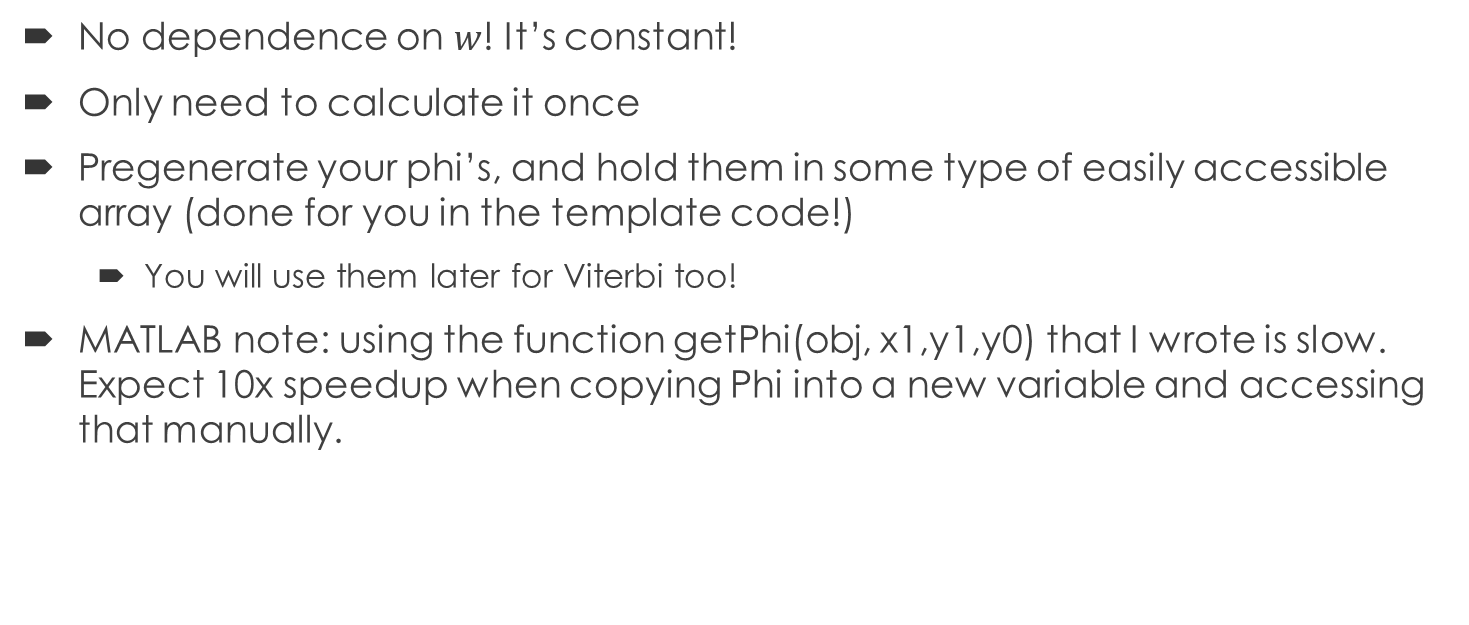 No dependence on w! It’s constant!
Only need to calculate it once
Pregenerate your phi’s, and hold them in some type of easily accessible
array (done for you in the template code!)
You will use them later for Viterbi too!
MATLAB note: using the function getPhi(obj, x1,y1,y0) that I wrote is slow.
Expect 10x speedup when copying Phi into a new variable and accessing
that manually.